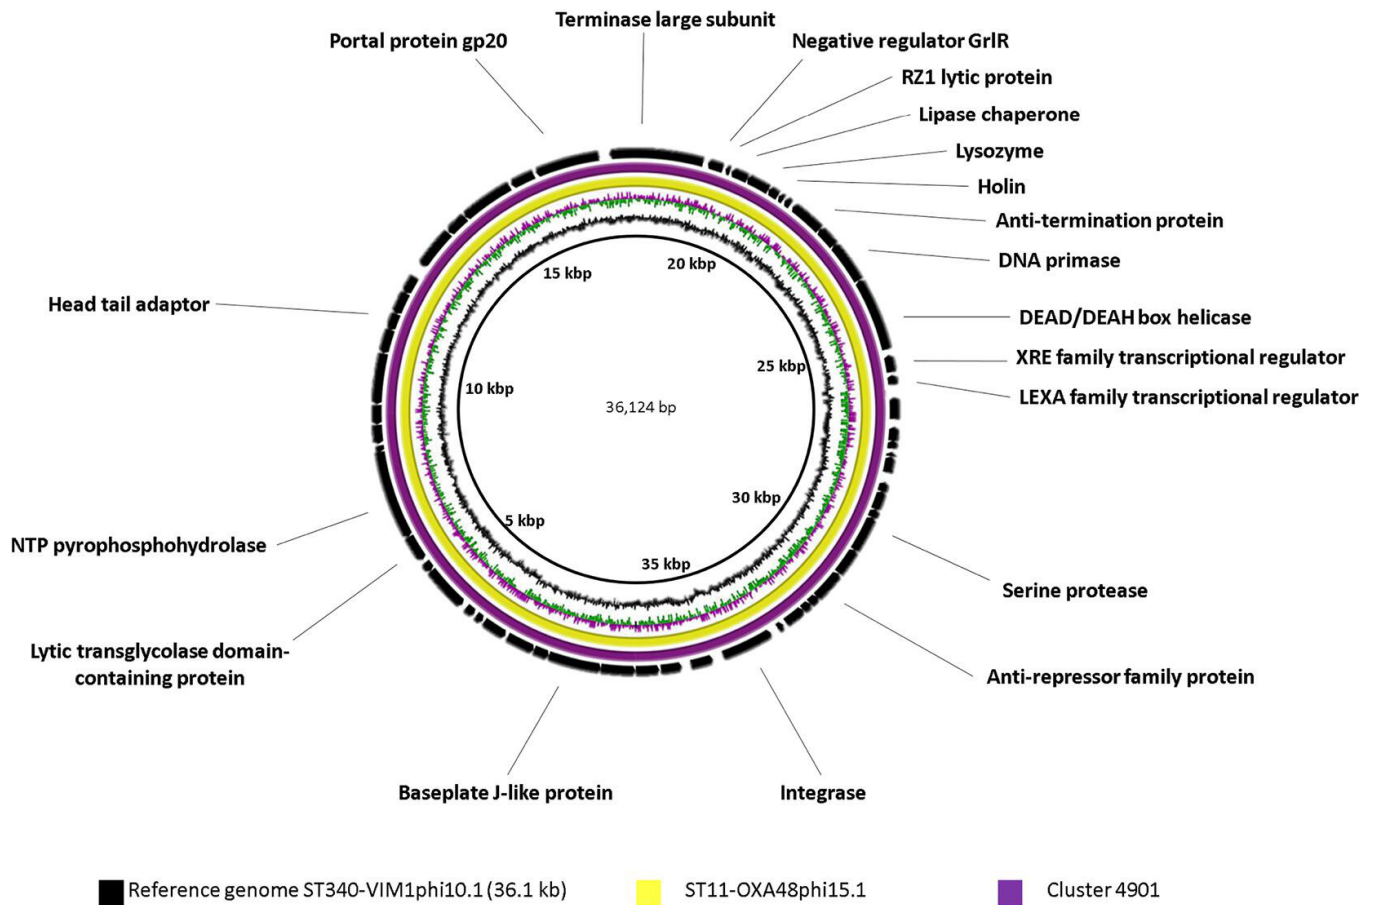 Terminase large subunit
Portal protein gp20
Negative regulator GrlR
RZ1 lytic protein
Lipase chaperone
Lysozyme
Holin
Anti-termination protein
DNA primase
DEAD/DEAH box helicase
XRE family transcriptional regulator
LEXA family transcriptional regulator
Head tail adaptor
15 kbp
20 kbp
25 kbp
10 kbp
36,124 bp
30 kbp
5 kbp
35 kbp
NTP pyrophosphohydrolase
Serine protease
Lytic transglycolase domain-
containing protein
Anti-repressor family protein
Baseplate J-like protein
Integrase
Reference genome ST340-VIM1phi10.1 (36.1 kb)
ST11-OXA48phi15.1
Cluster 4901